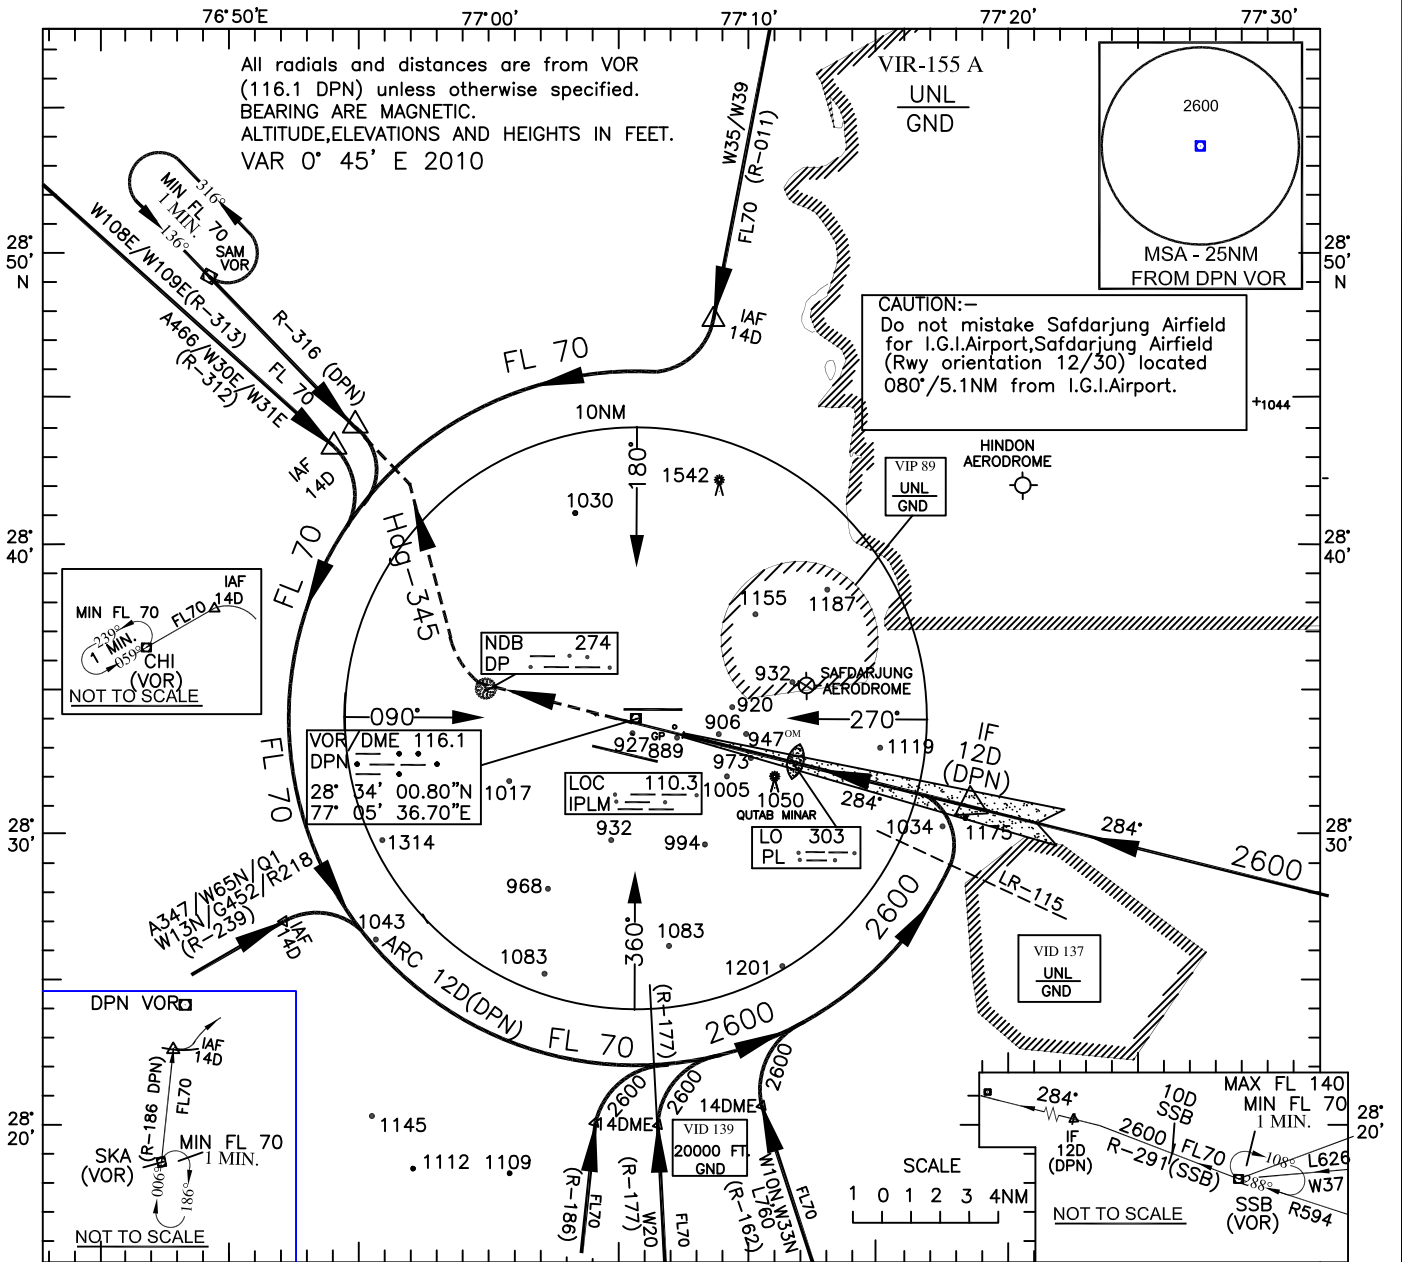 76°50'E
77°00'
77°10'
77°20'
77°30'
All radials and distances are from VOR
(116.1 DPN) unless otherwise specified.
BEARING ARE MAGNETIC.
ALTITUDE,ELEVATIONS AND HEIGHTS IN FEET.
VAR 0° 45' E 2010
VIR-155 A
UNL
GND
2600
MSA - 25NM
FROM DPN VOR
W35/W39
FL70 (R-011)
IAF
14D
316°
MIN FL 70
1 MIN.
136°
SAM
VOR
28°
50'
N
28°
50'
N
W108E/W109E(R-313)
A466/W30E/W31E
(R-312)
R-316 (DPN)
FL 70
IAF
14D
FL 70
CAUTION:-
Do not mistake Safdarjung Airfield
for I.G.I.Airport,Safdarjung Airfield
(Rwy orientation 12/30) located
080°/5.1NM from I.G.I.Airport.
+1044
10NM
180°
1542
1030
HINDON
AERODROME
VIP 89
UNL
GND
28°
40'
28°
40'
FL 70
Hdg-345
IAF
14D
MIN FL 70
FL70
239°
1 MIN.
059°
CHI
(VOR)
NOT TO SCALE
1155
1187
NDB 274
DP
932
SAFDARJUNG
AERODROME
920
906
090°
270°
VOR/DME 116.1
DPN
28° 34' 00.80"N
77° 05' 36.70"E
927
GP
889
947
OM
973
1119
IF
12D
(DPN)
FL 70
1017
LOC 110.3
IPLM
1005
1050
QUTAB MINAR
284°
1034
1175
284°
2600
28°
30'
28°
30'
1314
932
994
LO 303
PL
LR-115
A347/W65N/Q1
W13N/G452/R218
(R-239)
IAF
14D
968
1043
1083
1083
360°
1201
2600
VID 137
UNL
GND
ARC 12D(DPN)
FL 70
(R-177)
2600
DPN VOR
IAF
14D
(R-186 DPN)
FL70
SKA
(VOR)
MIN FL 70
1 MIN.
006°
186°
NOT TO SCALE
2600
2600
2600
14DME
14DME
VID 139
20000 FT.
GND
28°
20'
1145
1112
1109
(R-186)
FL70
(R-177)
W20
FL70
W10N,W33N
L760
(R-162)
FL70
SCALE
1 0 1 2 3 4NM
MAX FL 140
MIN FL 70
1 MIN.
284°
10D
SSB
IF
12D
(DPN)
2600
FL70
R-291(SSB)
108°
288°
L626
W37
R594
SSB
(VOR)
NOT TO SCALE
28°
20'